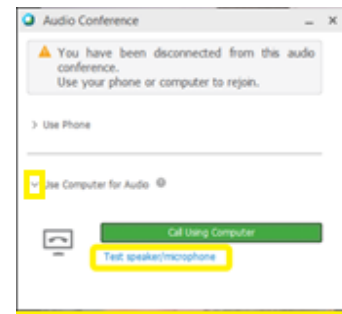 Audio Conference
You have been disconnected from this audio
conference.
Use your phone or computer to rejoin.
Use Phone
Use Computer for Audio
Call Using Computer
Test speaker/microphone